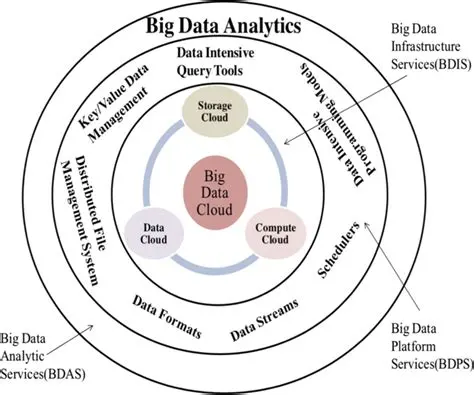 Big Data Analytics
Big Data
Infrastructure
Services(BDIS)
Data Intensive
Query Tools
Key/Value Data
Management
Data Intensive
Programming Models
Storage
Cloud
Big
Data
Cloud
Data
Cloud
Compute
Cloud
Distributed File
Management System
Schedulers
Data Formats
Data Streams
Big Data
Analytic
Services(BDAS)
Big Data
Platform
Services(BDPS)